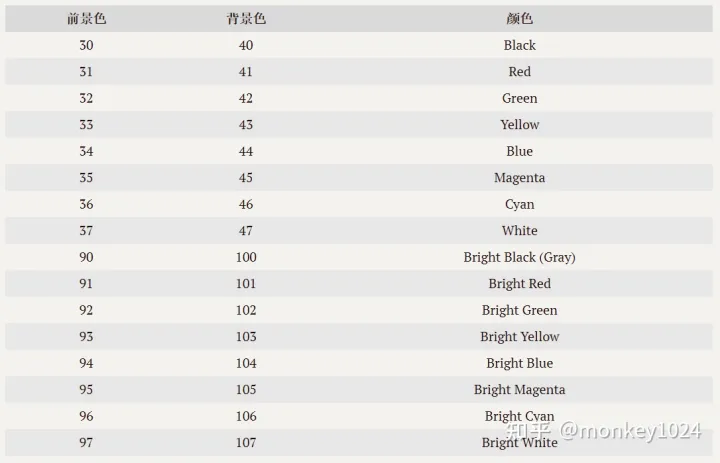 前景色 背景色 颜色
30 40 Black
31 41 Red
32 42 Green
33 43 Yellow
34 44 Blue
35 45 Magenta
36 46 Cyan
37 47 White
90 100 Bright Black (Gray)
91 101 Bright Red
92 102 Bright Green
93 103 Bright Yellow
94 104 Bright Blue
95 105 Bright Magenta
96 106 Bright Cyan
97 107 Bright White
知乎 @monkey1024